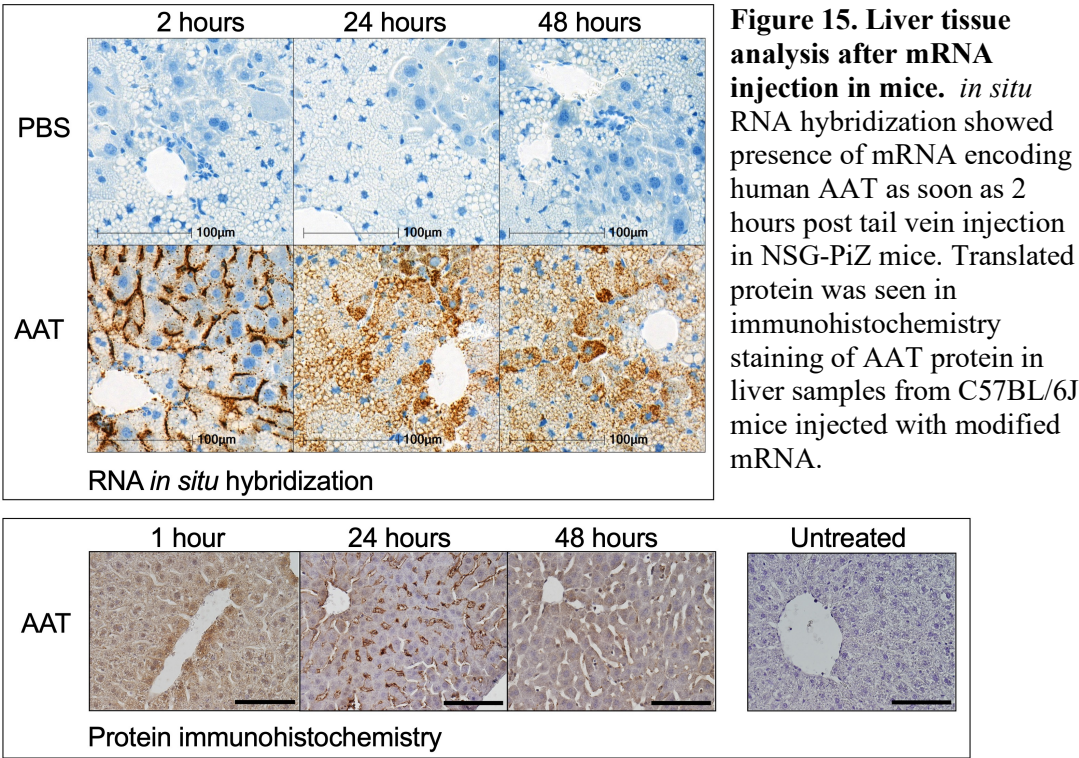 2 hours
24 hours
48 hours
PBS
100μm
100μm
100μm
AAT
100μm
100μm
100μm
RNA in situ hybridization
Figure 15. Liver tissue
analysis after mRNA
injection in mice. in situ
RNA hybridization showed
presence of mRNA encoding
human AAT as soon as 2
hours post tail vein injection
in NSG-PiZ mice. Translated
protein was seen in
immunohistochemistry
staining of AAT protein in
liver samples from C57BL/6J
mice injected with modified
mRNA.
1 hour
24 hours
48 hours
Untreated
AAT
Protein immunohistochemistry